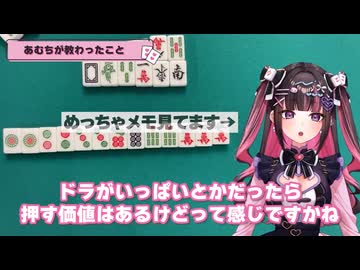 あむちが教わったこと
めっちゃメモ見てます→
ドラがいっぱいとかだったら
押す価値はあるけどって感じですかね